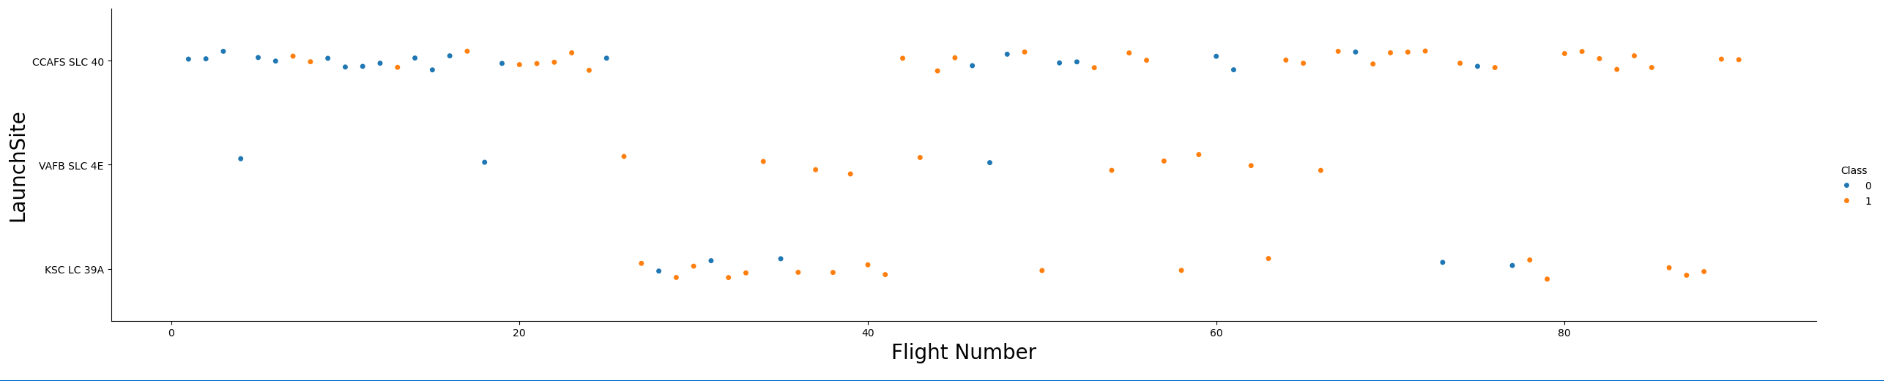 LaunchSite
CCAFS SLC 40
VAFB SLC 4E
KSC LC 39A
0 20 40 60 80
Flight Number
Class
0
1